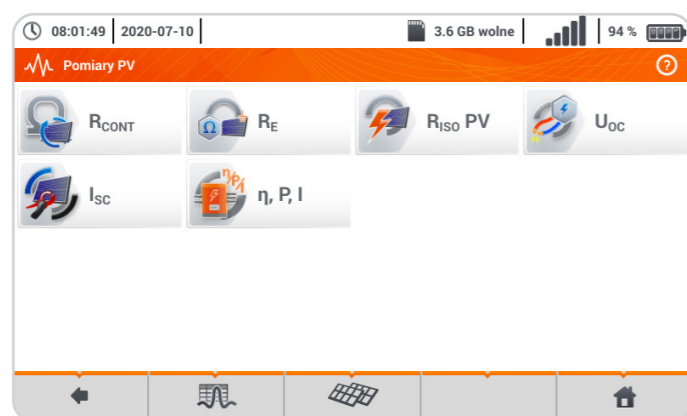 08:01:49 2020-07-10 3.6 GB wolne 94 %
Pomiary PV ?
RCONT RE RISO PV UOC
ISC η, P, I